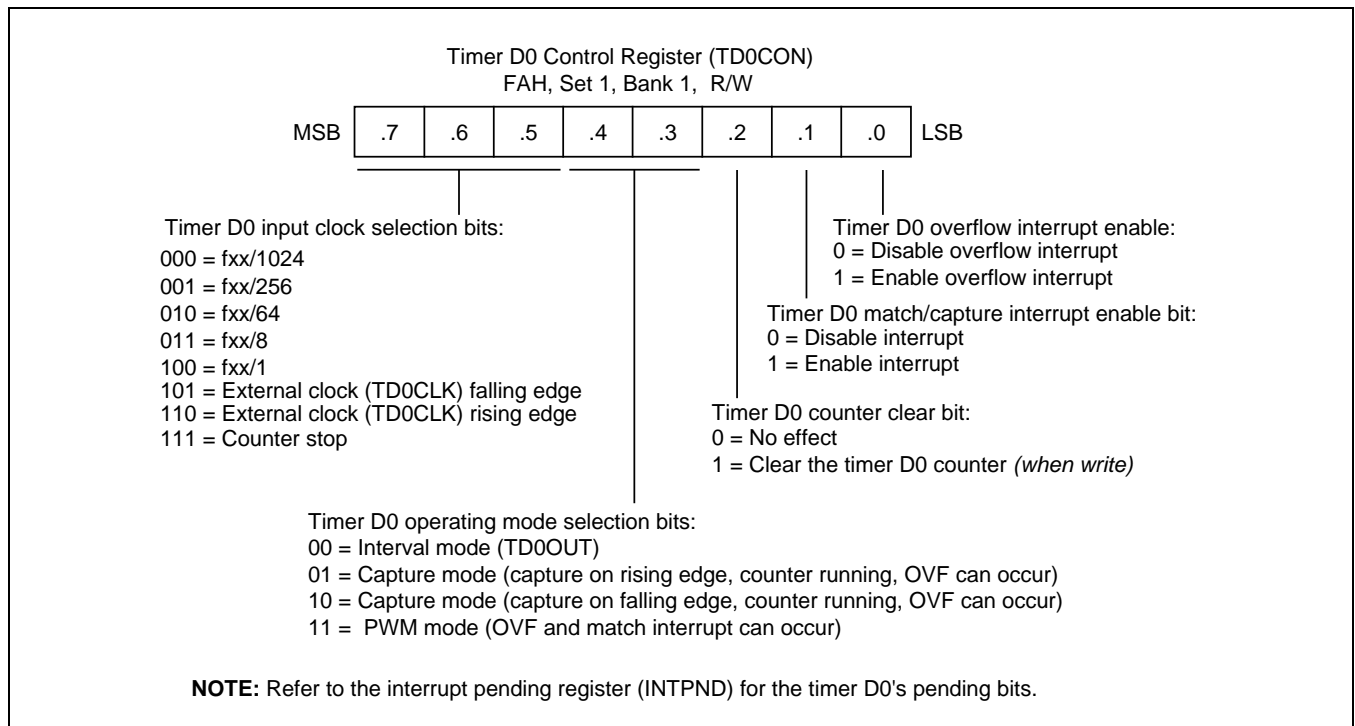 Timer D0 Control Register (TD0CON)
FAH, Set 1, Bank 1, R/W
MSB .7 .6 .5 .4 .3 .2 .1 .0 LSB
Timer D0 input clock selection bits:
000 = fxx/1024
001 = fxx/256
010 = fxx/64
011 = fxx/8
100 = fxx/1
101 = External clock (TD0CLK) falling edge
110 = External clock (TD0CLK) rising edge
111 = Counter stop
Timer D0 overflow interrupt enable:
0 = Disable overflow interrupt
1 = Enable overflow interrupt
Timer D0 match/capture interrupt enable bit:
0 = Disable interrupt
1 = Enable interrupt
Timer D0 counter clear bit:
0 = No effect
1 = Clear the timer D0 counter (when write)
Timer D0 operating mode selection bits:
00 = Interval mode (TD0OUT)
01 = Capture mode (capture on rising edge, counter running, OVF can occur)
10 = Capture mode (capture on falling edge, counter running, OVF can occur)
11 = PWM mode (OVF and match interrupt can occur)
NOTE: Refer to the interrupt pending register (INTPND) for the timer D0's pending bits.